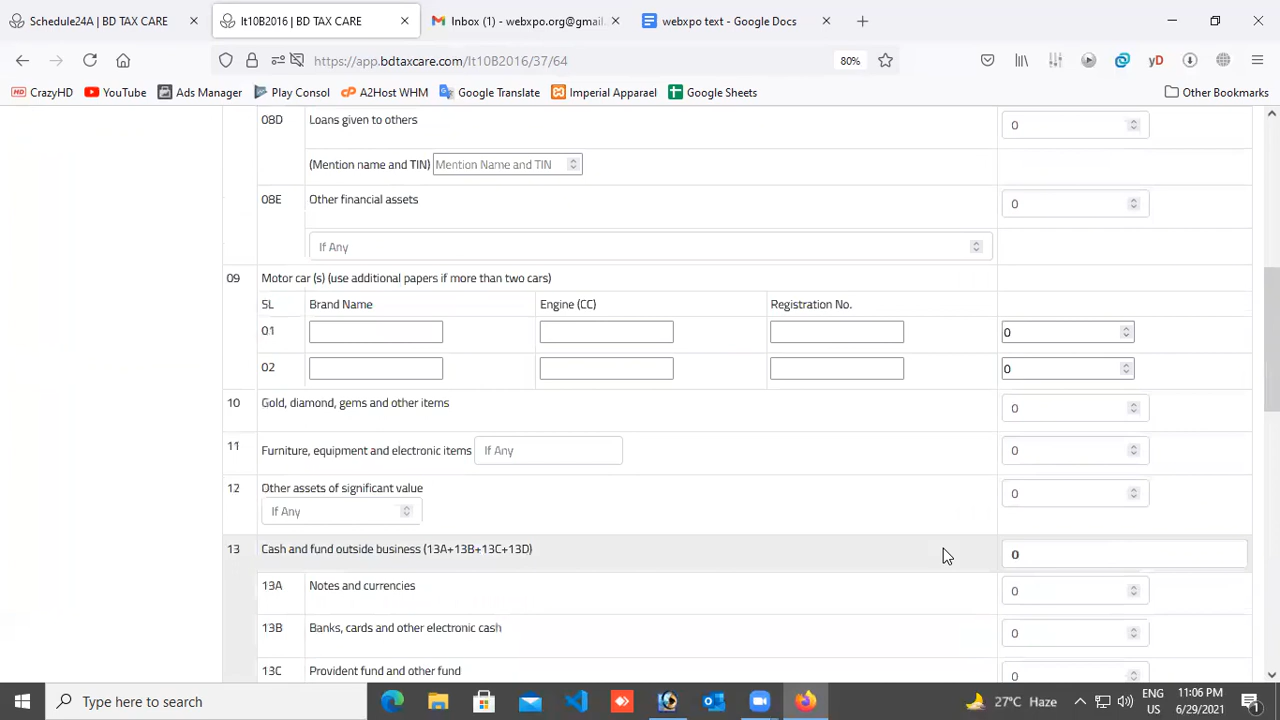 Schedule24A | BD TAX CARE
It10B2016 | BD TAX CARE
Inbox (1) - webxpo.org@gmail.
webxpo text - Google Docs
https://app.bdtaxcare.com/It10B2016/37/64
80%
CrazyHD
YouTube
Ads Manager
Play Consol
A2Host WHM
Google Translate
Imperial Apparael
Google Sheets
Other Bookmarks
08D Loans given to others 0
(Mention name and TIN) Mention Name and TIN
08E Other financial assets 0
If Any
09 Motor car (s) (use additional papers if more than two cars)
SL Brand Name Engine (CC) Registration No.
01 0
02 0
10 Gold, diamond, gems and other items 0
11 Furniture, equipment and electronic items If Any 0
12 Other assets of significant value 0
If Any
13 Cash and fund outside business (13A+13B+13C+13D) 0
13A Notes and currencies 0
13B Banks, cards and other electronic cash 0
13C Provident fund and other fund 0
Type here to search
27°C Haze
ENG
US
11:06 PM
6/29/2021
1